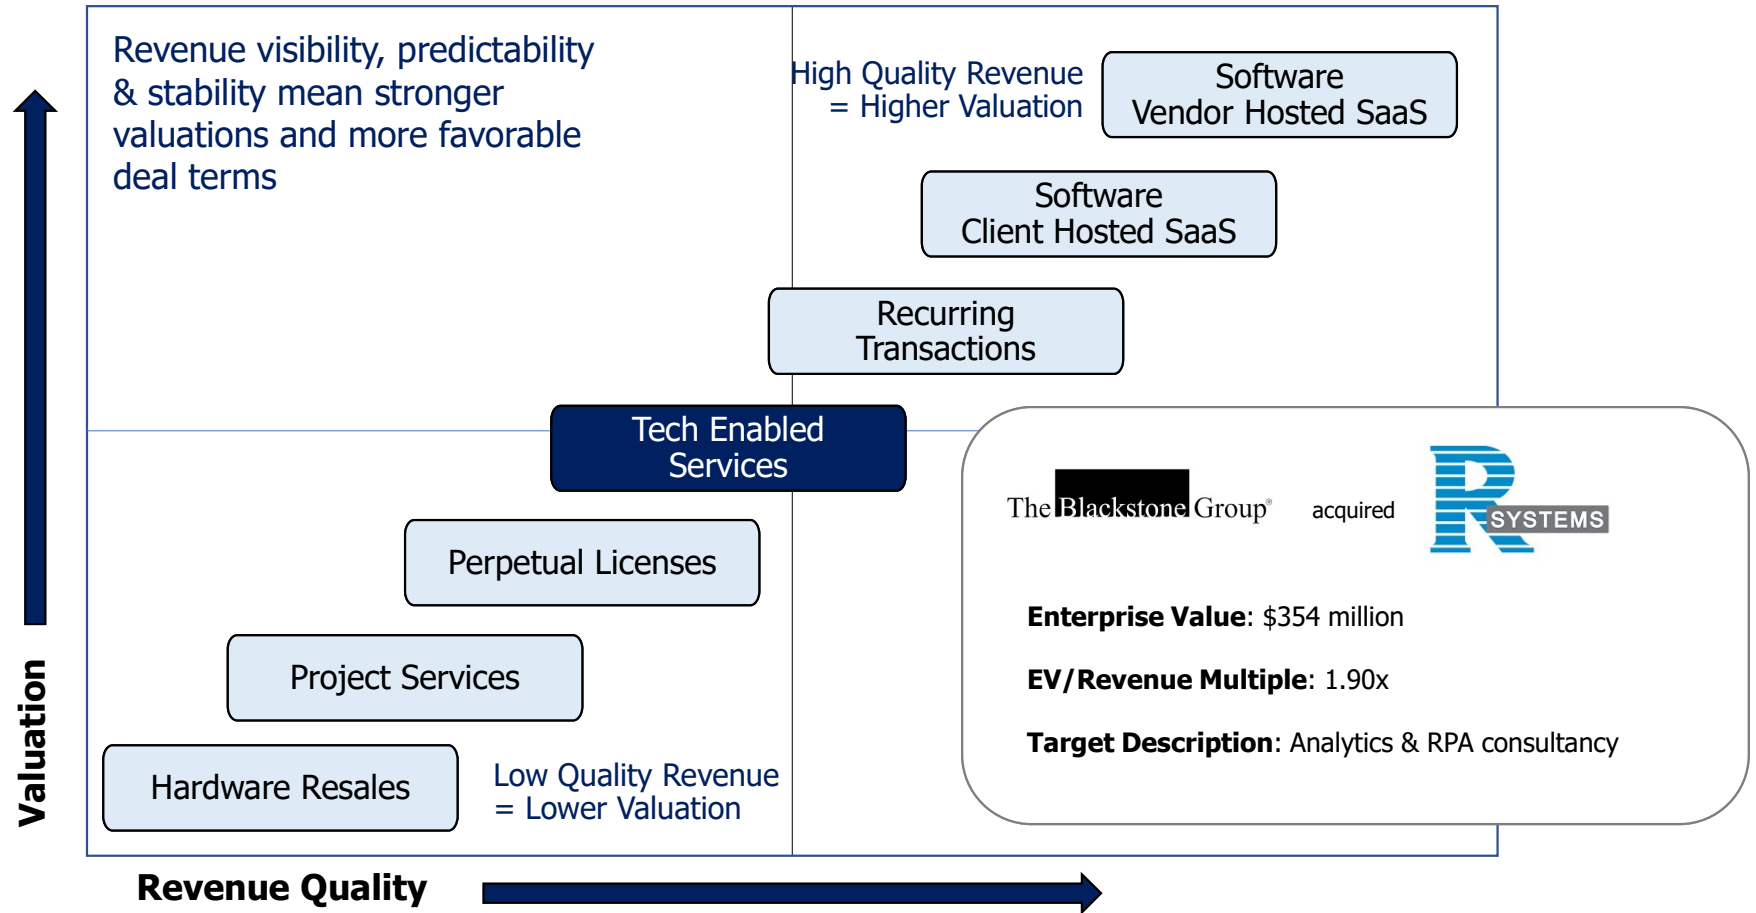 Revenue visibility, predictability
& stability mean stronger
valuations and more favorable
deal terms
High Quality Revenue
= Higher Valuation
Software
Vendor Hosted SaaS
Software
Client Hosted SaaS
Recurring
Transactions
Tech Enabled
Services
Perpetual Licenses
Project Services
Hardware Resales
Low Quality Revenue
= Lower Valuation
The Blackstone Group®
acquired
R SYSTEMS
Enterprise Value: $354 million
EV/Revenue Multiple: 1.90x
Target Description: Analytics & RPA consultancy
Valuation
Revenue Quality